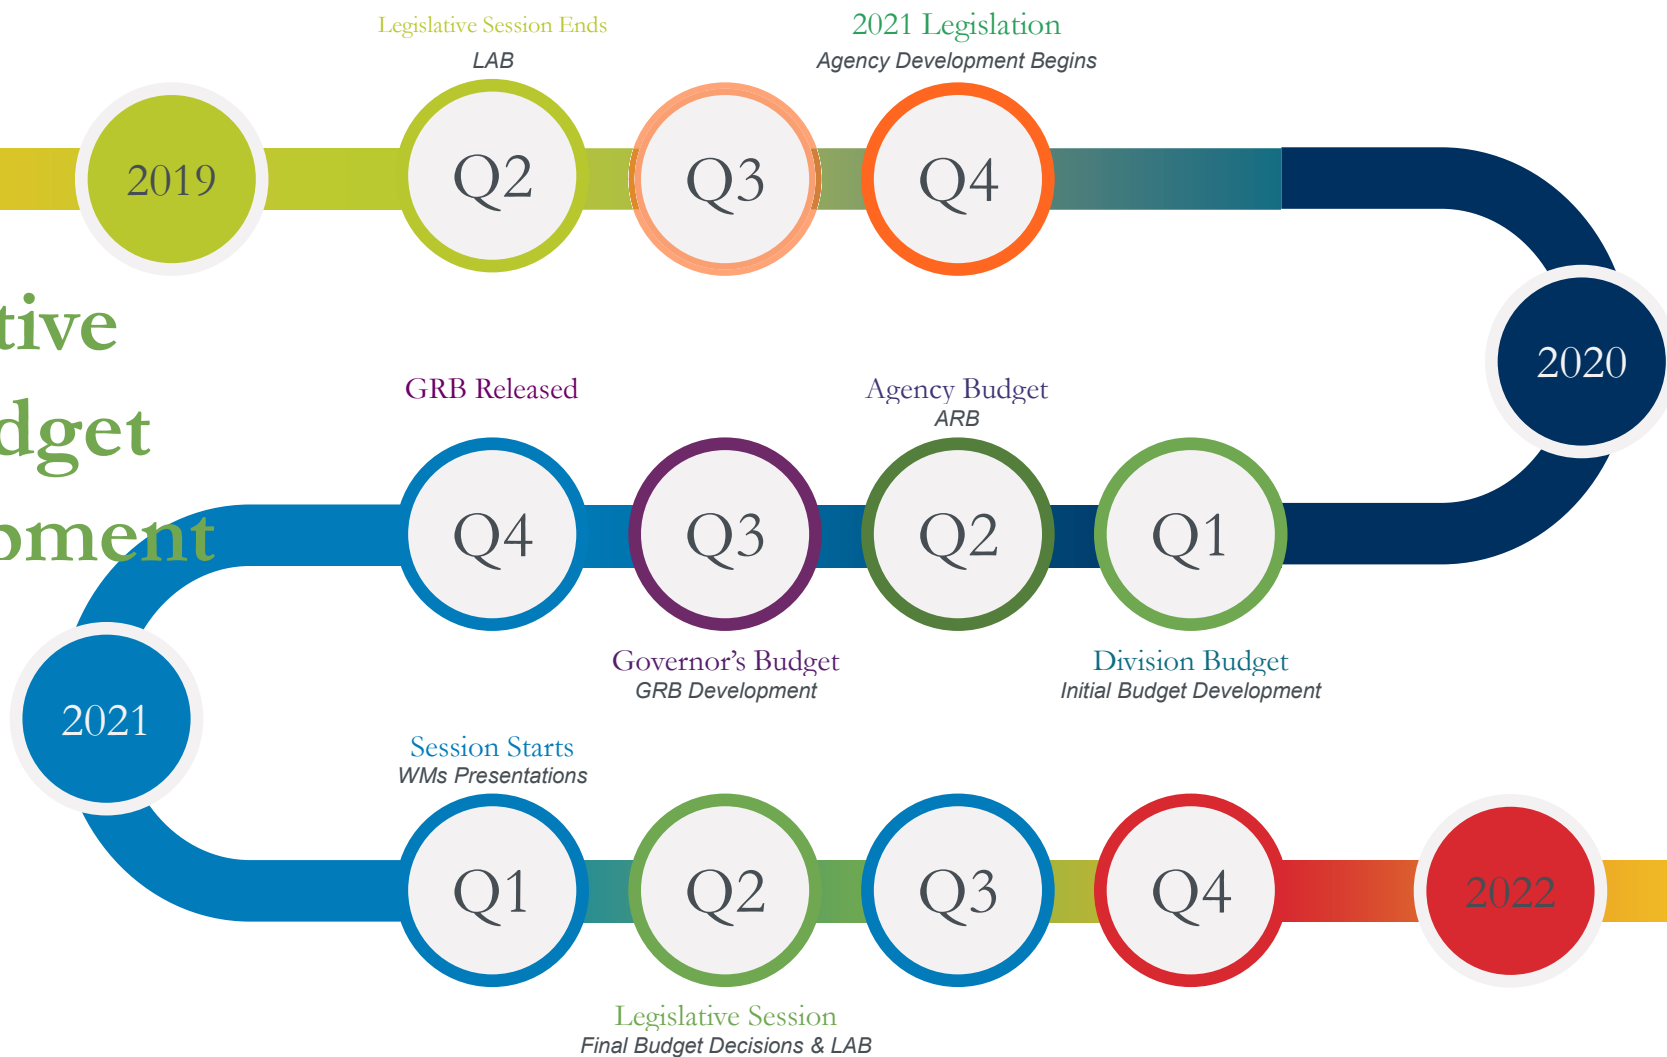 Legislative Session Ends
LAB
2021 Legislation
Agency Development Begins
2019
Q2
Q3
Q4
tive
dget
pment
2020
GRB Released
Agency Budget
ARB
Q4
Q3
Q2
Q1
Governor's Budget
GRB Development
Division Budget
Initial Budget Development
2021
Session Starts
WMs Presentations
Q1
Q2
Q3
Q4
2022
Legislative Session
Final Budget Decisions & LAB